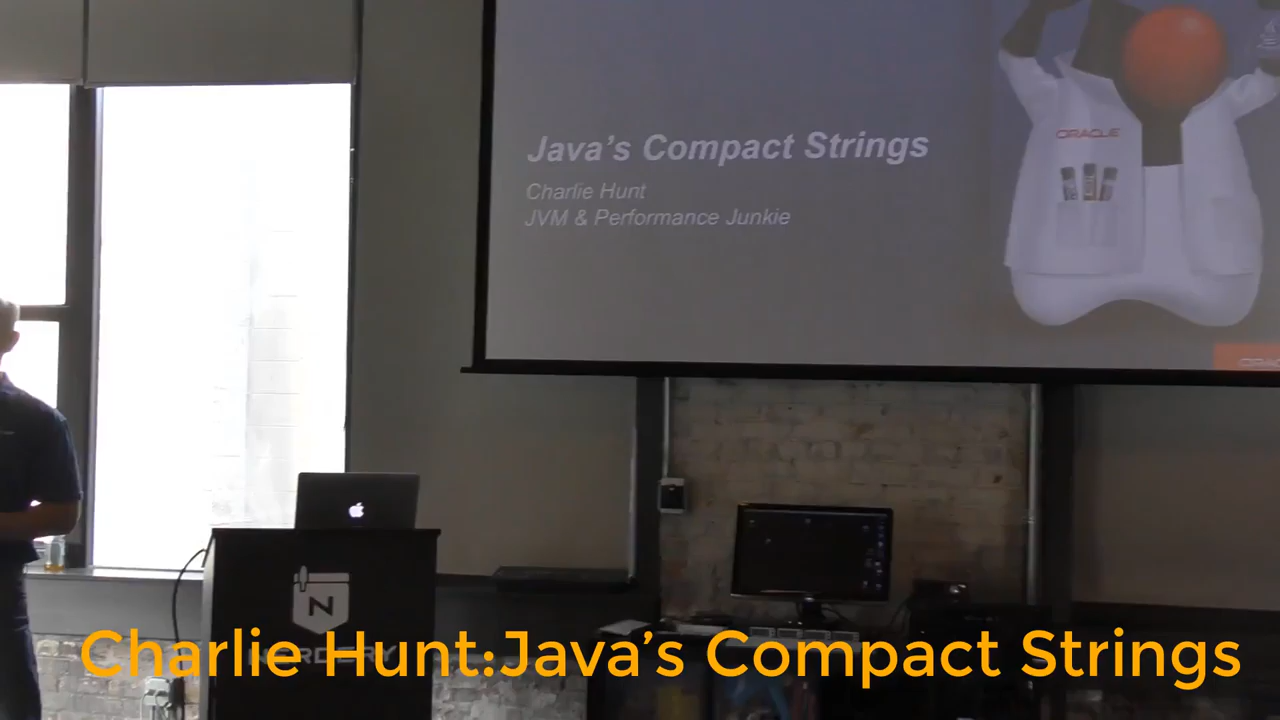 Java's Compact Strings
Charlie Hunt
JVM & Performance Junkie
ORACLE
N
Charlie Hunt:Java's Compact Strings